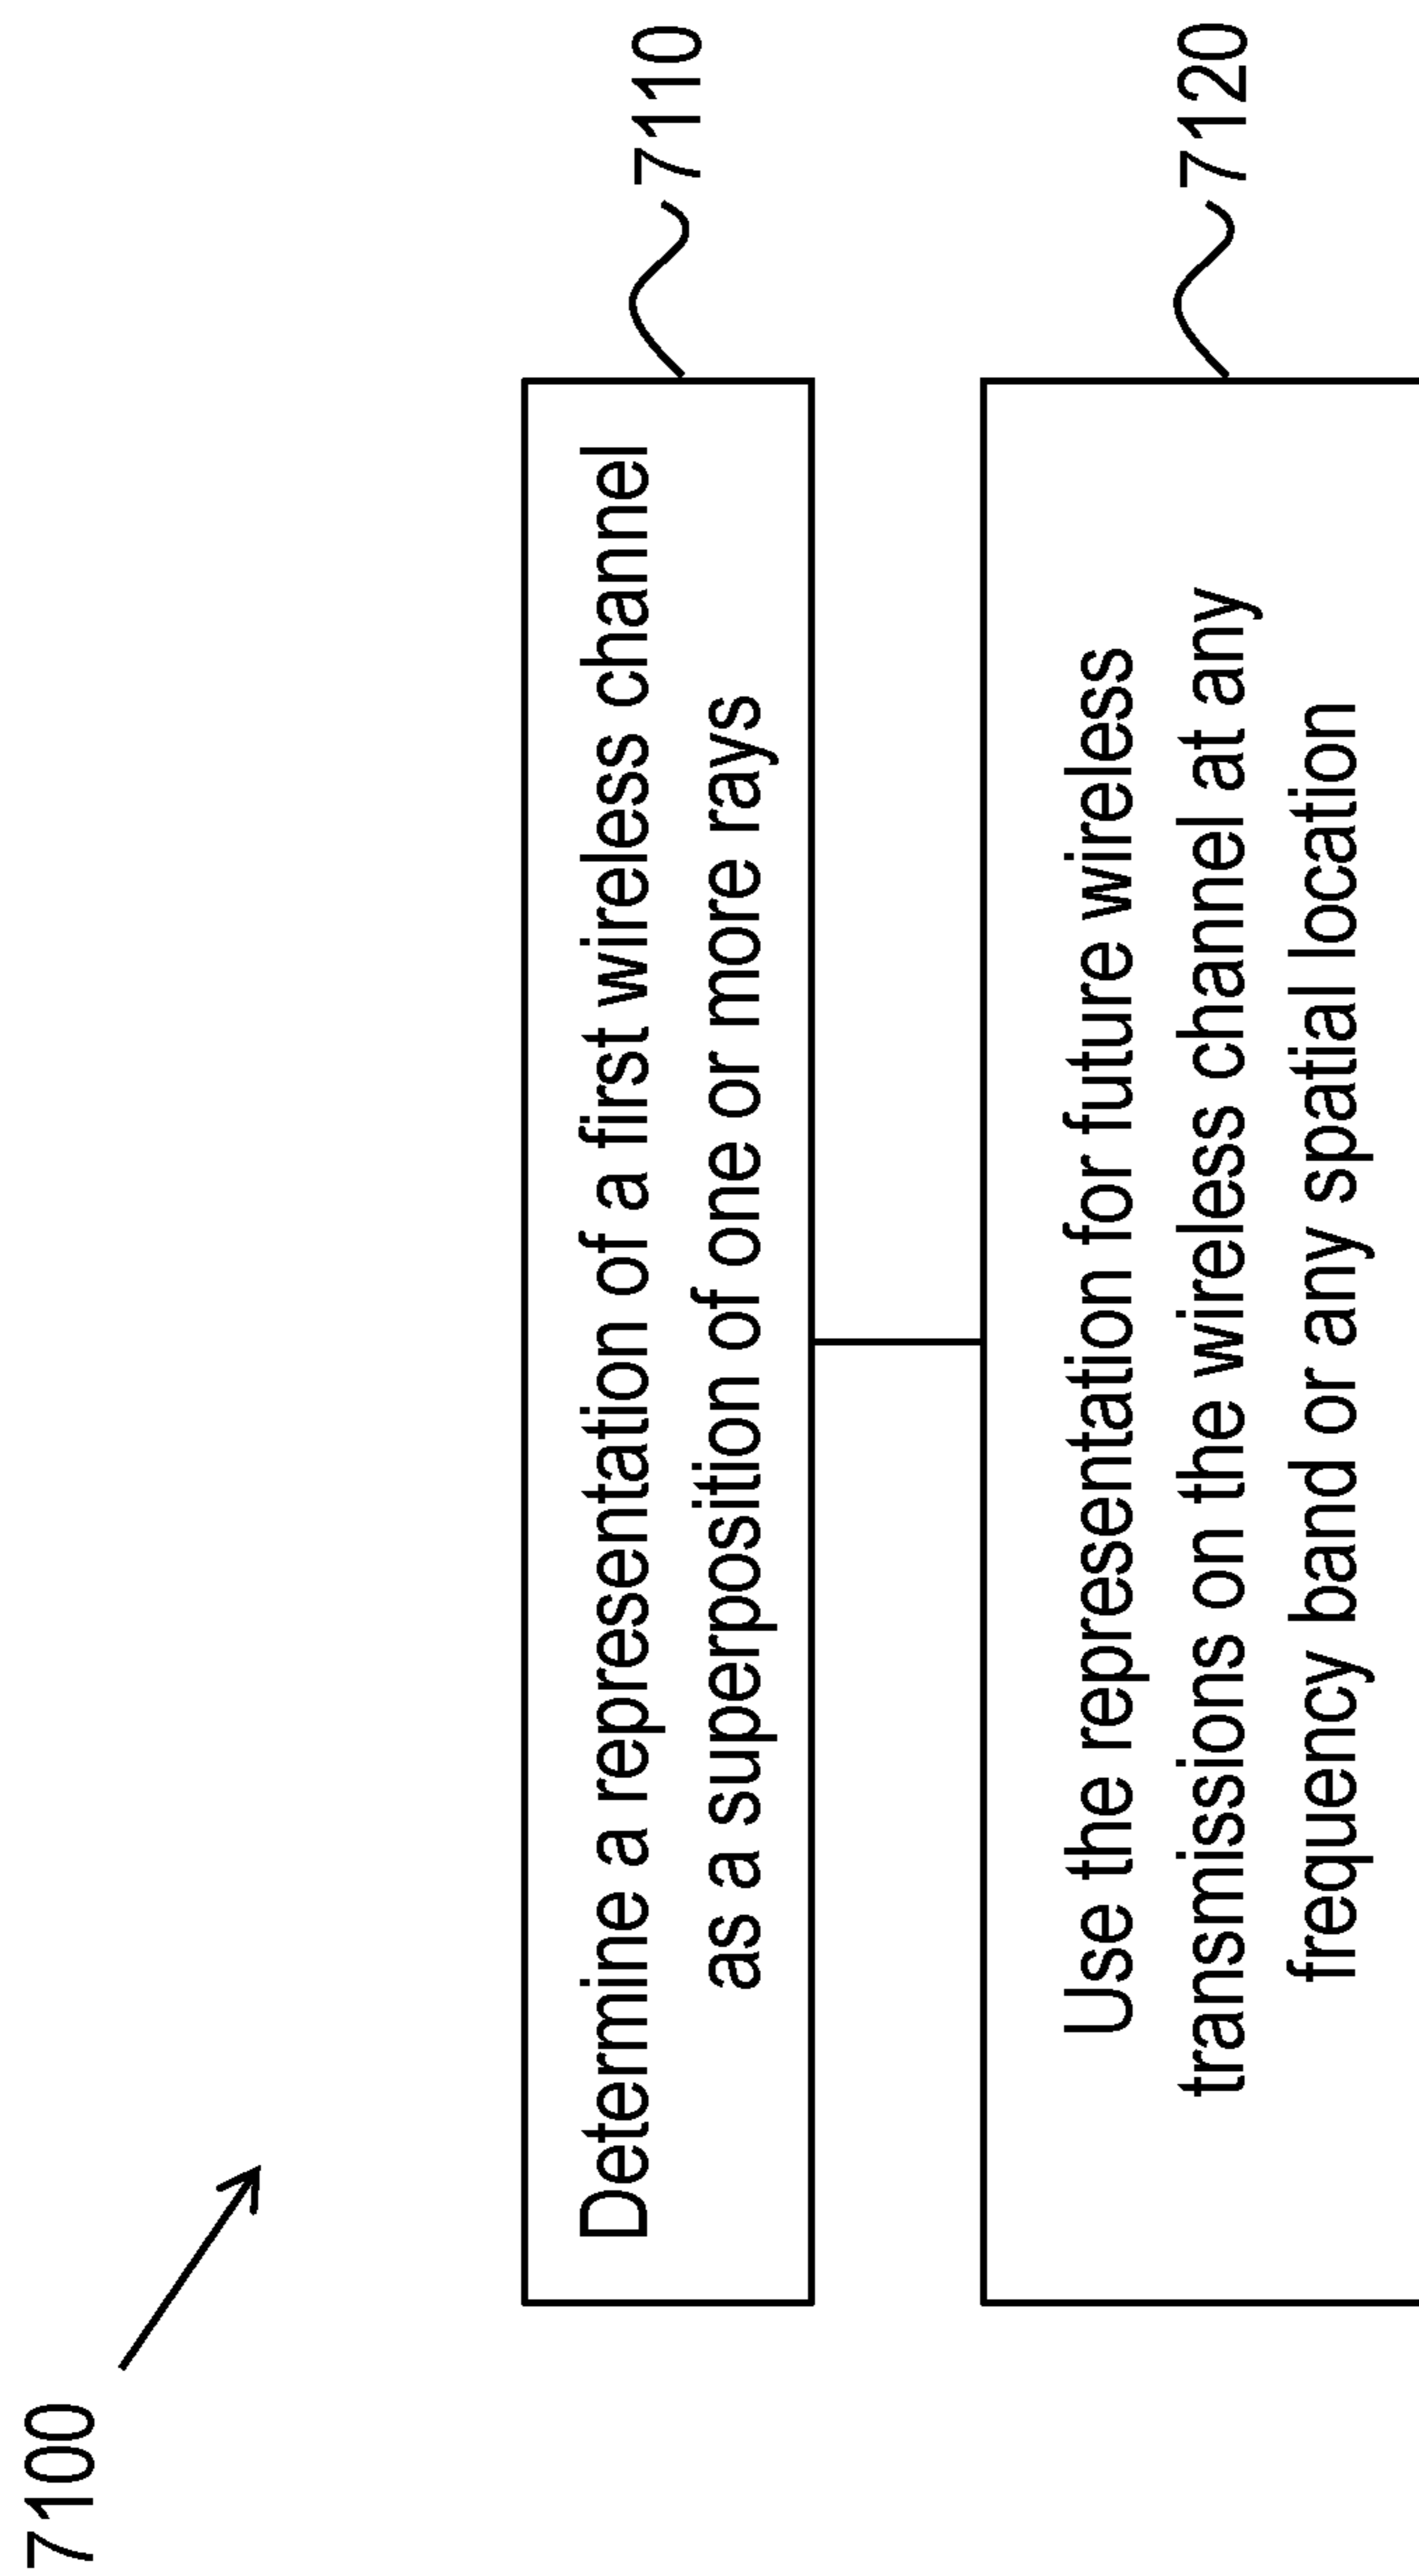 7100
Determine a representation of a first wireless channel
as a superposition of one or more rays
7110
Use the representation for future wireless
transmissions on the wireless channel at any
frequency band or any spatial location
7120